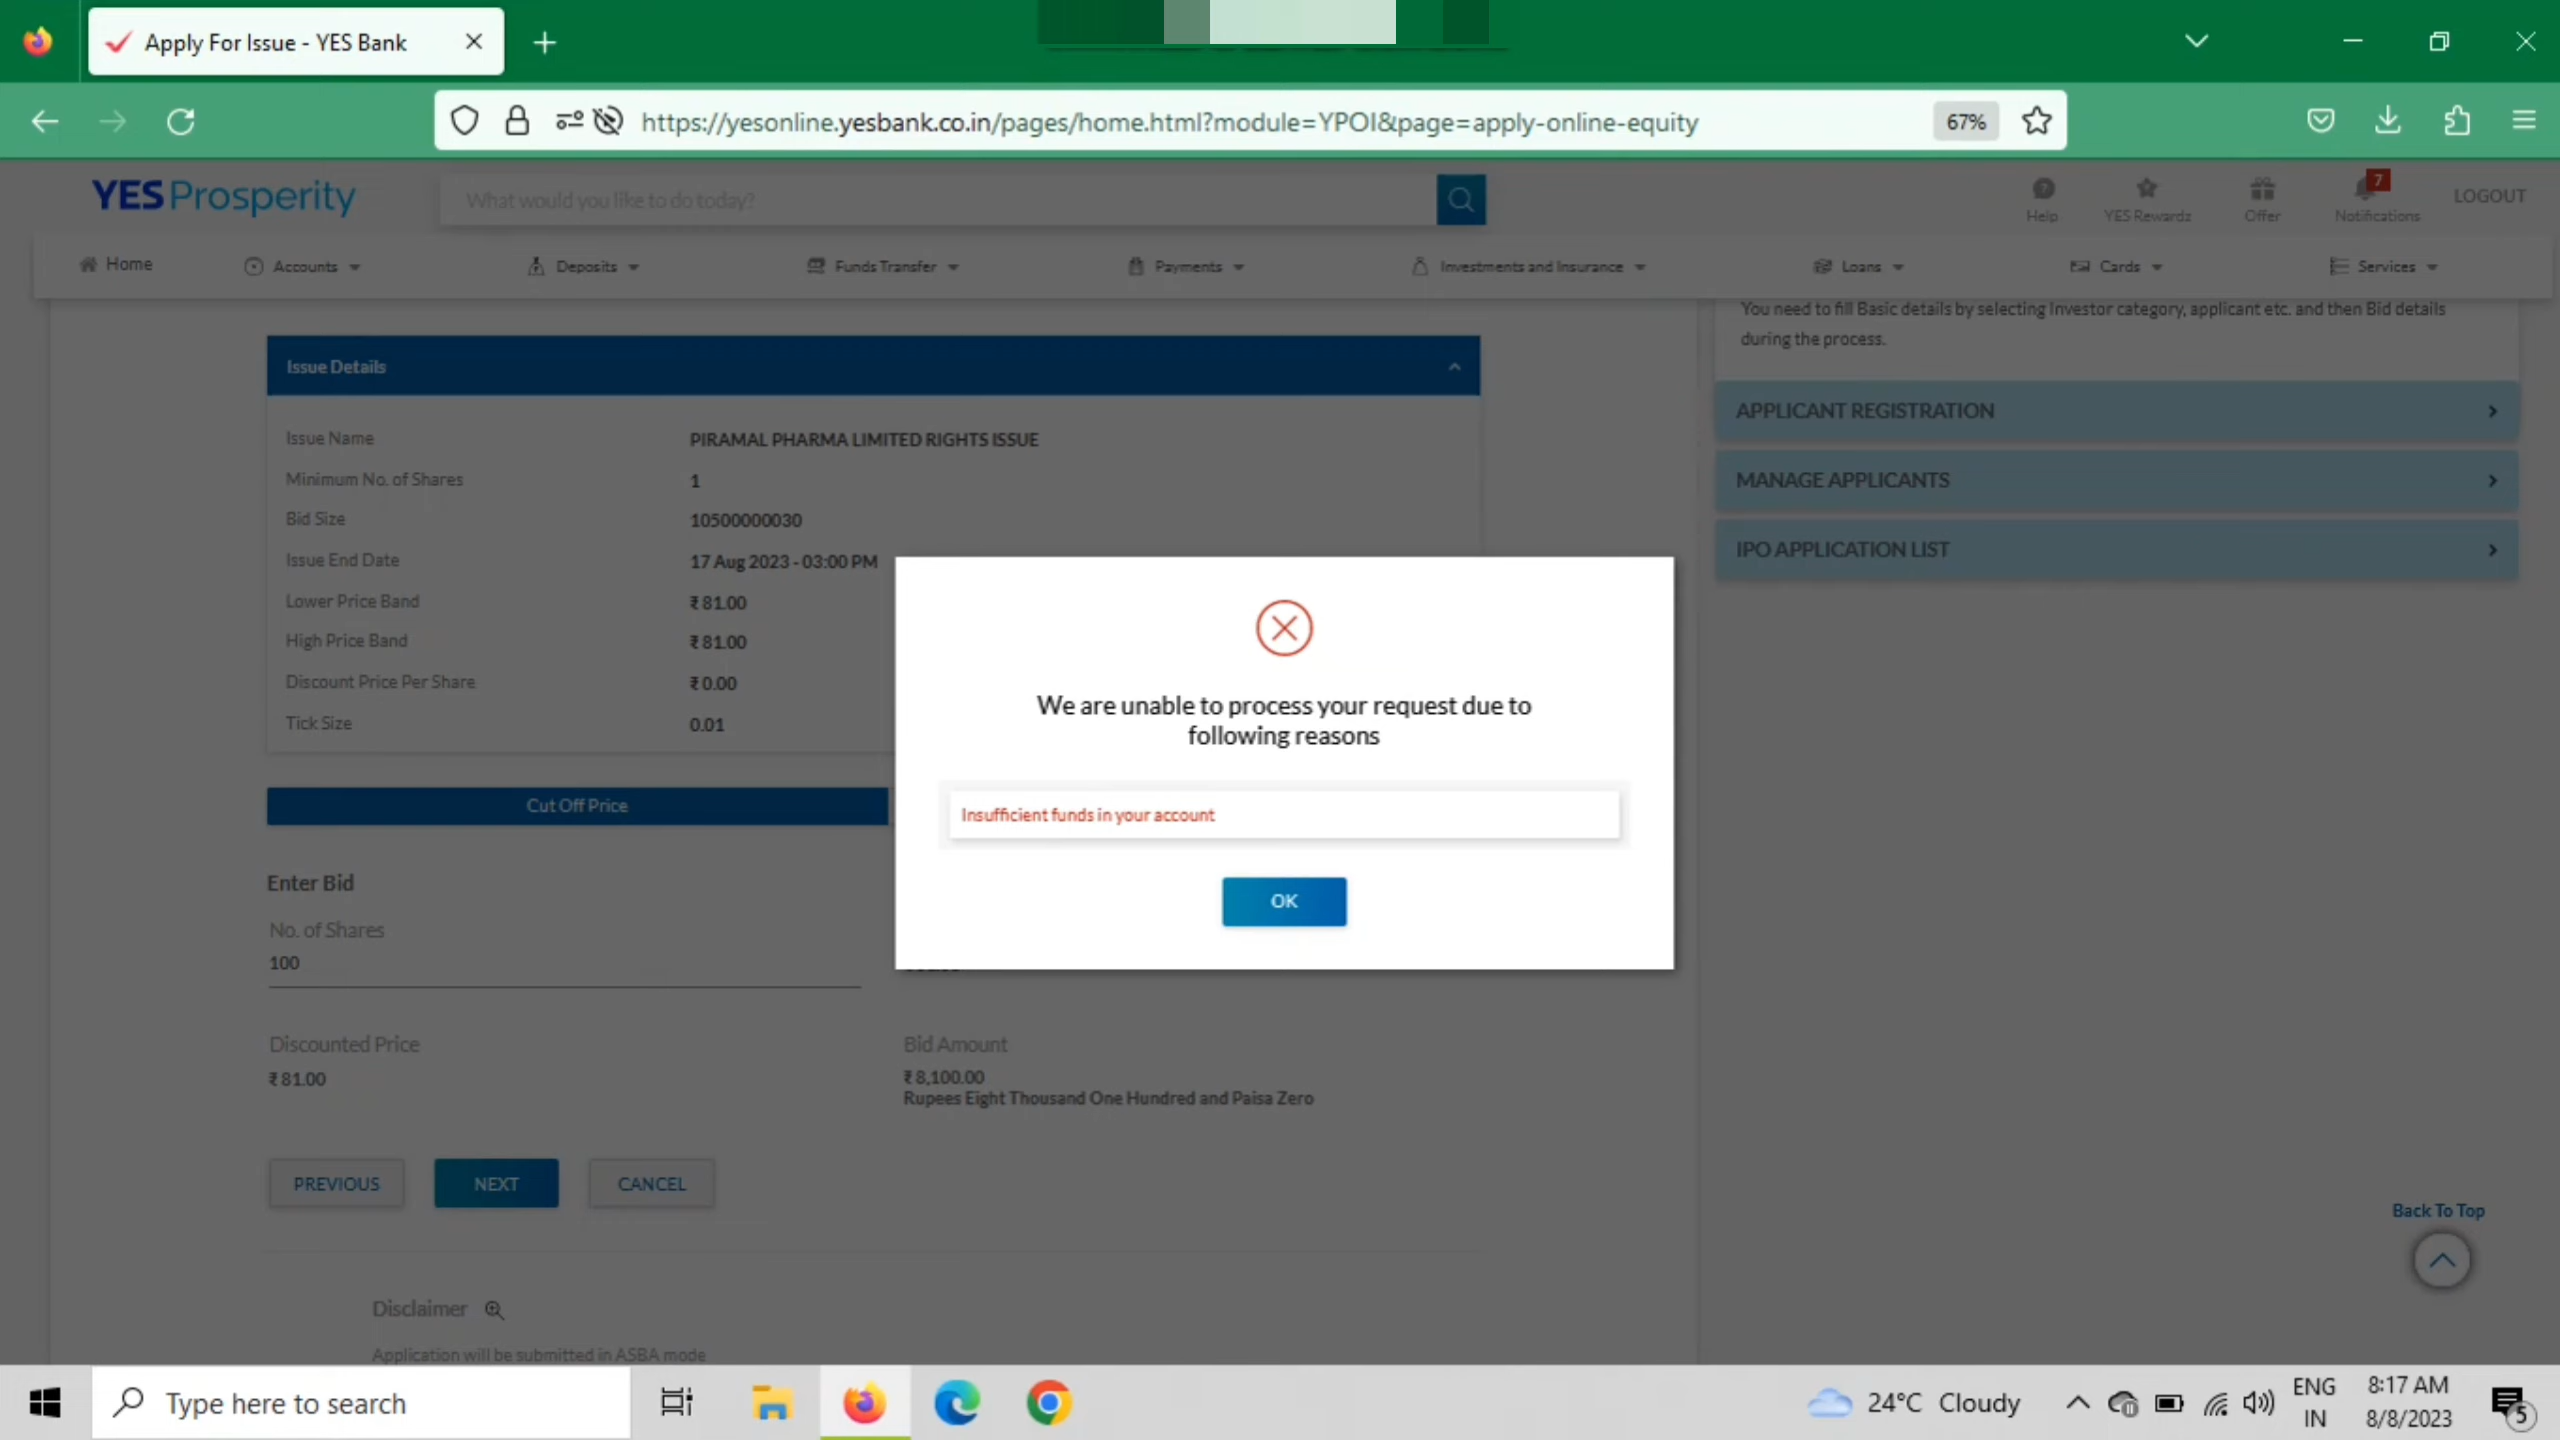 Apply For Issue - YES Bank
https://yesonline.yesbank.co.in/pages/home.html?module=YPOI&page=apply-online-equity
67%
YES Prosperity
What would you like to do today?
Help
YES Rewardz
Offer
7
Notifications
LOGOUT
Home
Accounts
Deposits
Funds Transfer
Payments
Investments and Insurance
Loans
Cards
Services
You need to fill Basic details by selecting Investor category, applicant etc. and then Bid details
during the process.
APPLICANT REGISTRATION
MANAGE APPLICANTS
IPO APPLICATION LIST
Issue Details
Issue Name PIRAMAL PHARMA LIMITED RIGHTS ISSUE
Minimum No. of Shares 1
Bid Size 10500000030
Issue End Date 17 Aug 2023 - 03:00 PM
Lower Price Band ₹ 81.00
High Price Band ₹ 81.00
Discount Price Per Share ₹ 0.00
Tick Size 0.01
We are unable to process your request due to
following reasons
Insufficient funds in your account
OK
Cut Off Price
Enter Bid
No. of Shares
100
Discounted Price
₹ 81.00
Bid Amount
₹ 8,100.00
Rupees Eight Thousand One Hundred and Paisa Zero
PREVIOUS
NEXT
CANCEL
Back To Top
Disclaimer
Application will be submitted in ASBA mode
Type here to search
24°C Cloudy
ENG
IN
8:17 AM
8/8/2023
5